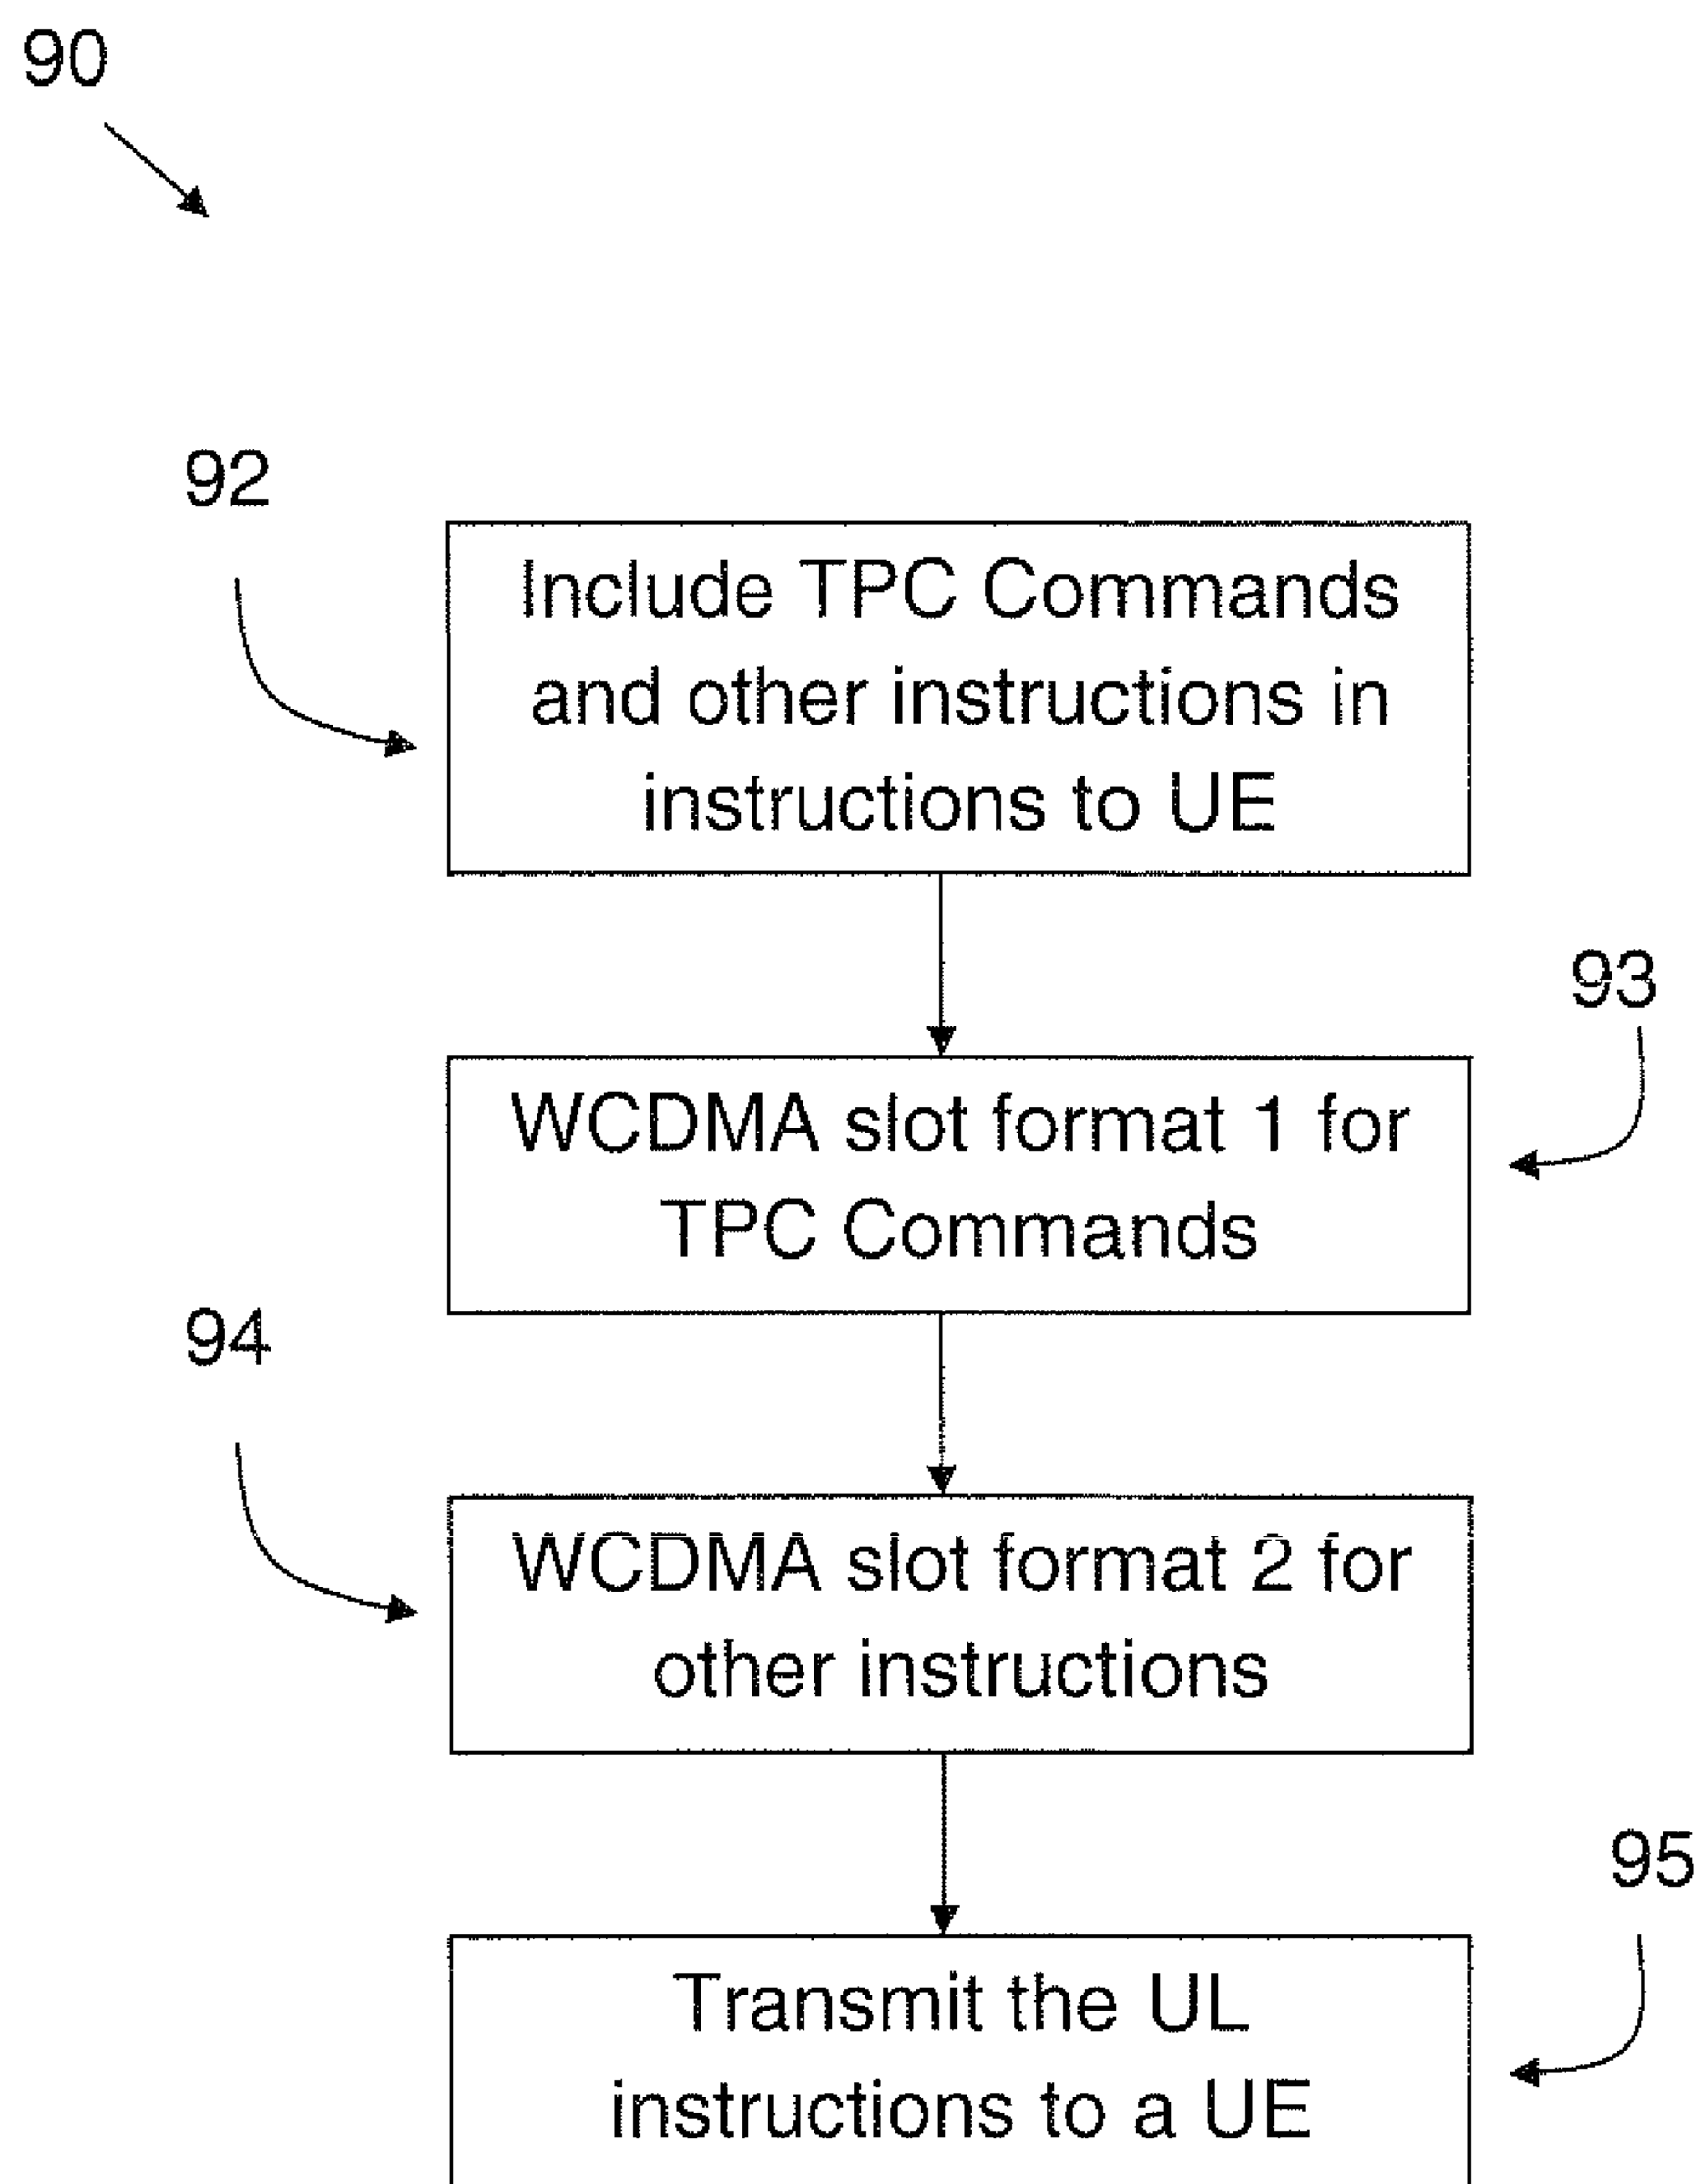 90
92
Include TPC Commands
and other instructions in
instructions to UE
93
WCDMA slot format 1 for
TPC Commands
94
WCDMA slot format 2 for
other instructions
95
Transmit the UL
instructions to a UE